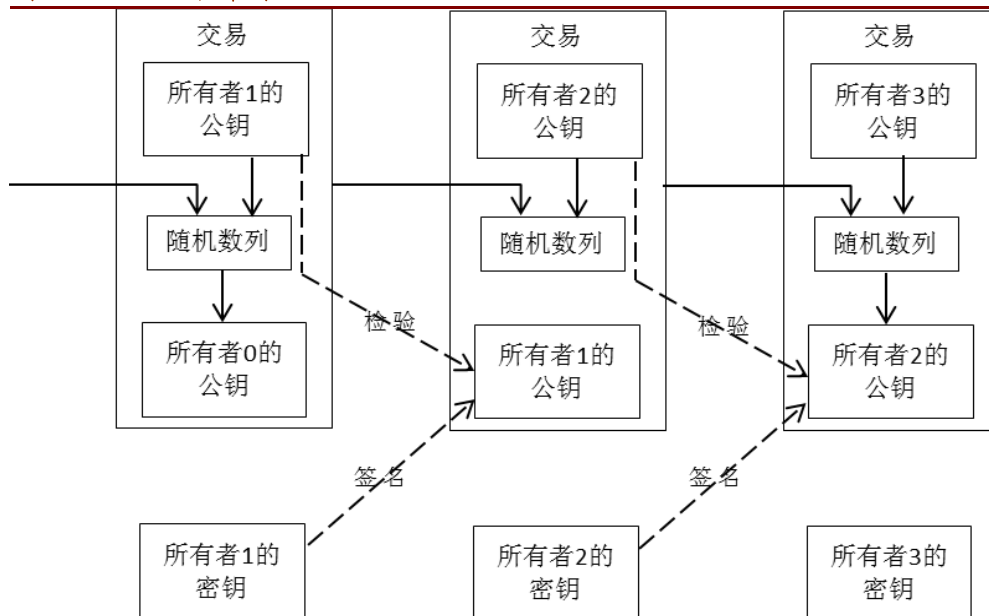 交易
交易
交易
所有者1的
公钥
所有者2的
公钥
所有者3的
公钥
随机数列
随机数列
随机数列
检验
检验
所有者0的
公钥
所有者1的
公钥
所有者2的
公钥
签名
签名
所有者1的
密钥
所有者2的
密钥
所有者3的
密钥